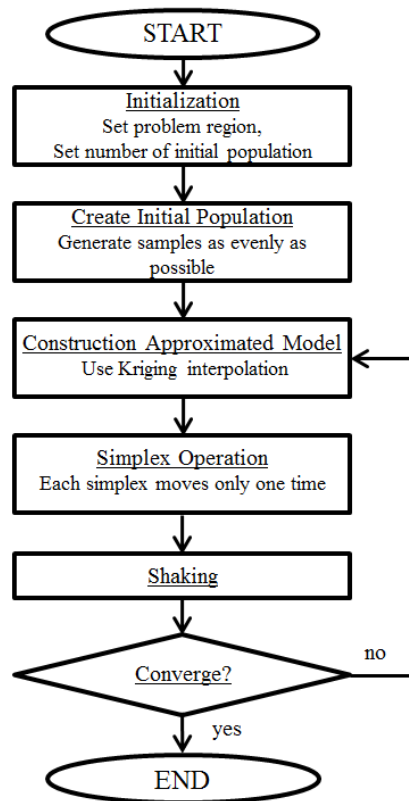 START
Initialization
Set problem region,
Set number of initial population
Create Initial Population
Generate samples as evenly as
possible
Construction Approximated Model
Use Kriging interpolation
Simplex Operation
Each simplex moves only one time
Shaking
Converge?
no
yes
END